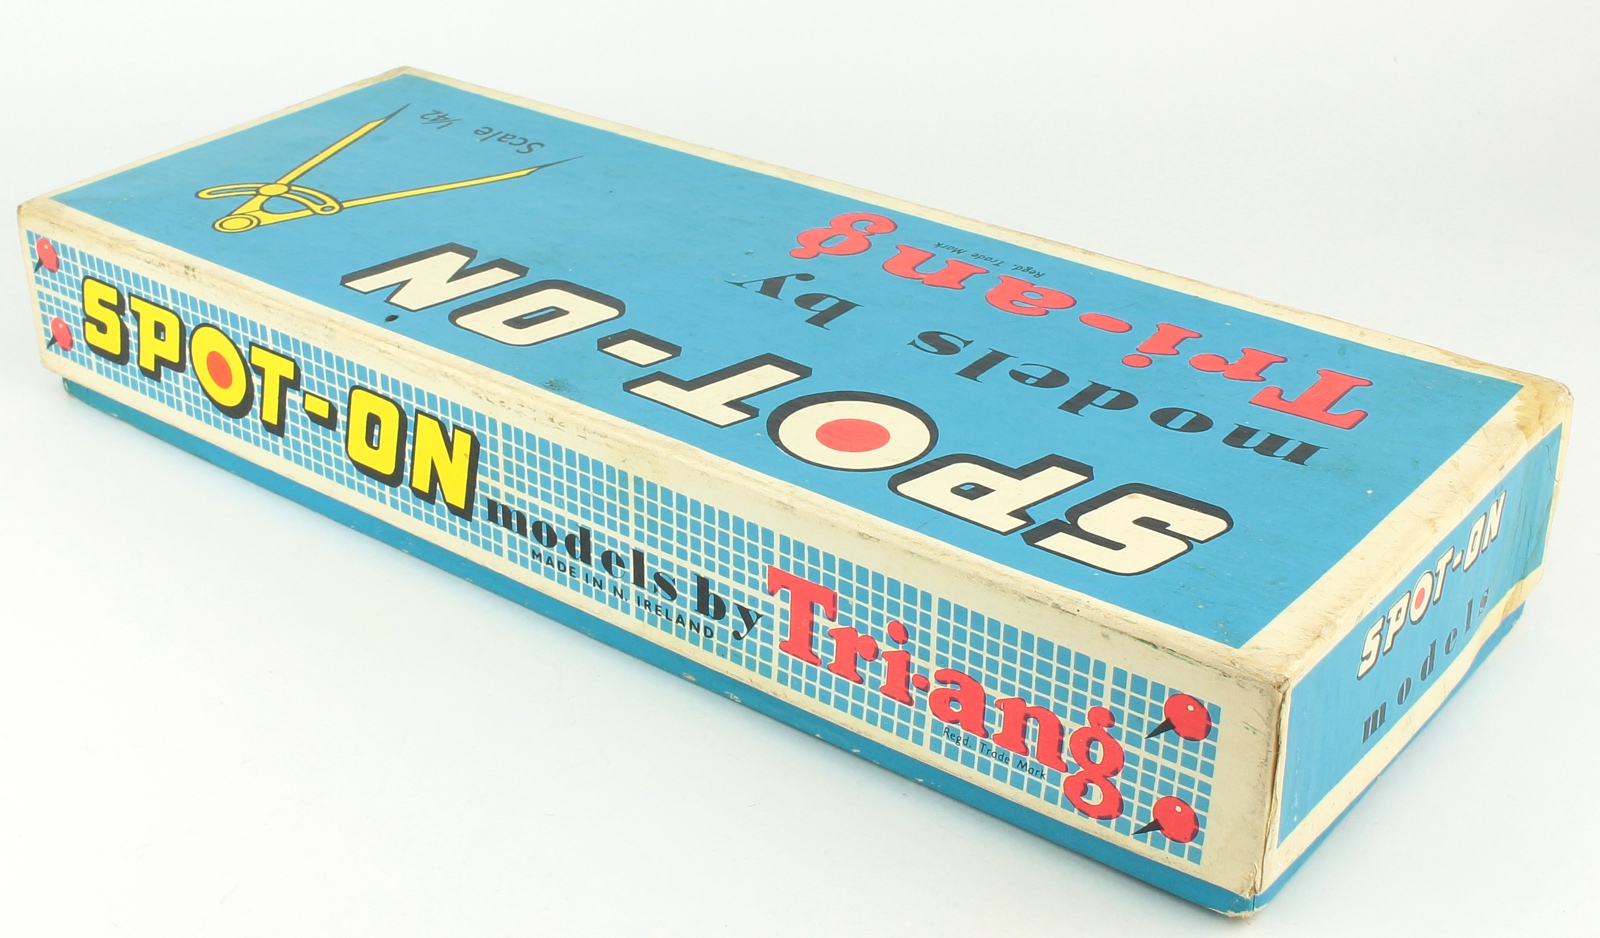 Scale 1/42
SPOT-ON
models by
Tri-ang
Regd. Trade Mark
SPOT-ON models by Tri-ang
MADE IN N. IRELAND
Regd. Trade Mark
SPOT-ON
models